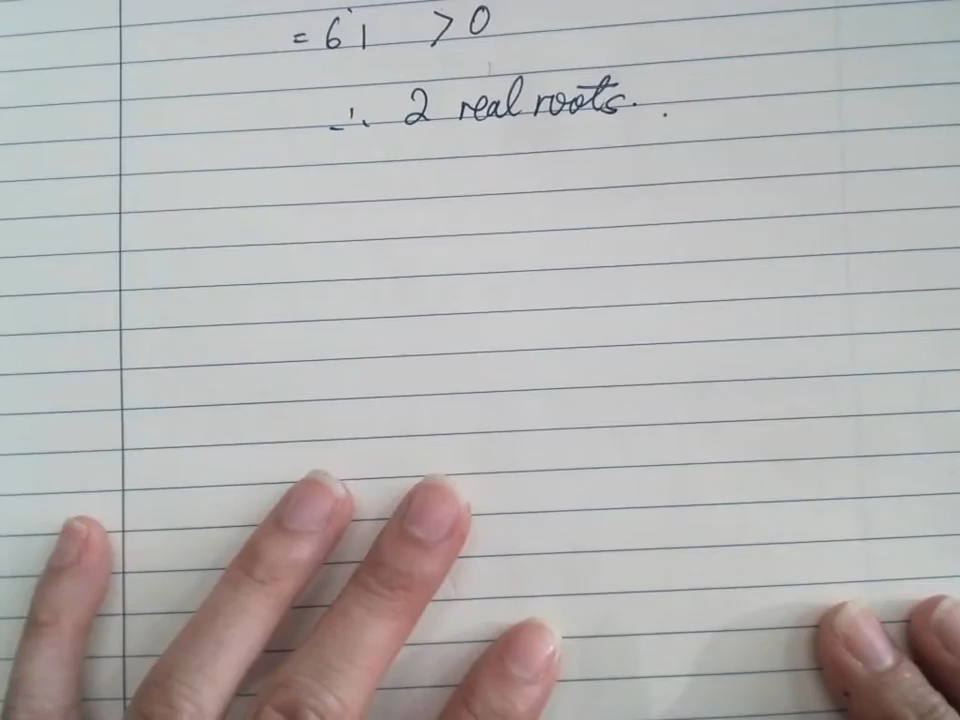 = 61 > 0
∴ 2 real roots.